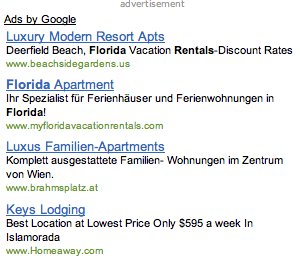 advertisement
Ads by Google
Luxury Modern Resort Apts
Deerfield Beach, Florida Vacation Rentals-Discount Rates
www.beachsidegardens.us
Florida Apartment
Ihr Spezialist für Ferienhäuser und Ferienwohnungen in
Florida!
www.myfloridavacationrentals.com
Luxus Familien-Apartments
Komplett ausgestattete Familien- Wohnungen im Zentrum
von Wien.
www.brahmsplatz.at
Keys Lodging
Best Location at Lowest Price Only $595 a week In
Islamorada
www.Homeaway.com